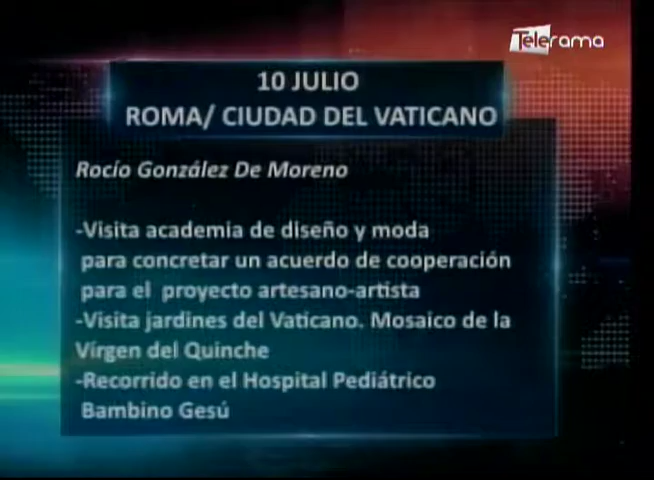 Telerama
10 JULIO
ROMA/ CIUDAD DEL VATICANO
Rocío González De Moreno
-Visita academia de diseño y moda
para concretar un acuerdo de cooperación
para el proyecto artesano-artista
-Visita jardines del Vaticano. Mosaico de la
Vírgen del Quinche
-Recorrido en el Hospital Pediátrico
Bambino Gesú